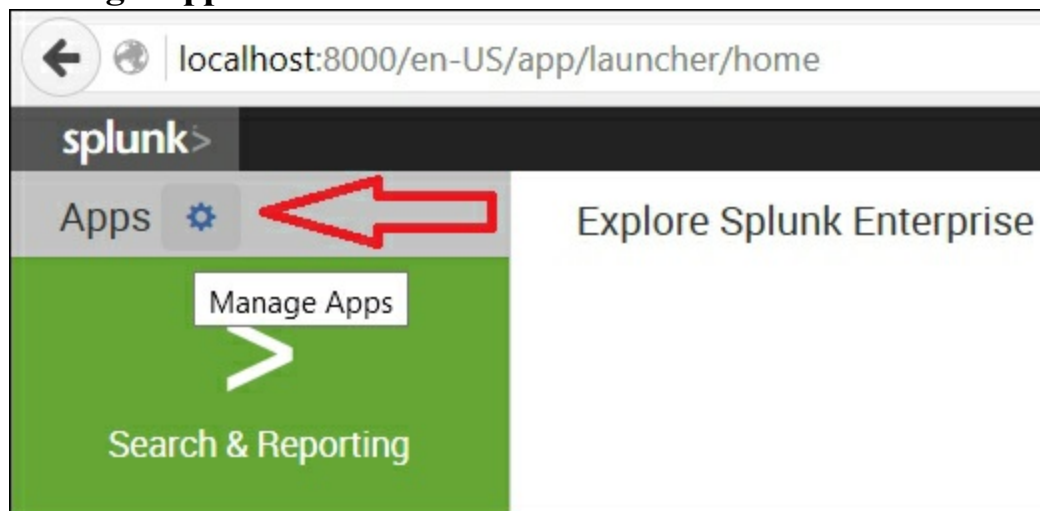 localhost:8000/en-US/app/launcher/home
splunk>
Apps
Explore Splunk Enterprise
Manage Apps
>
Search & Reporting